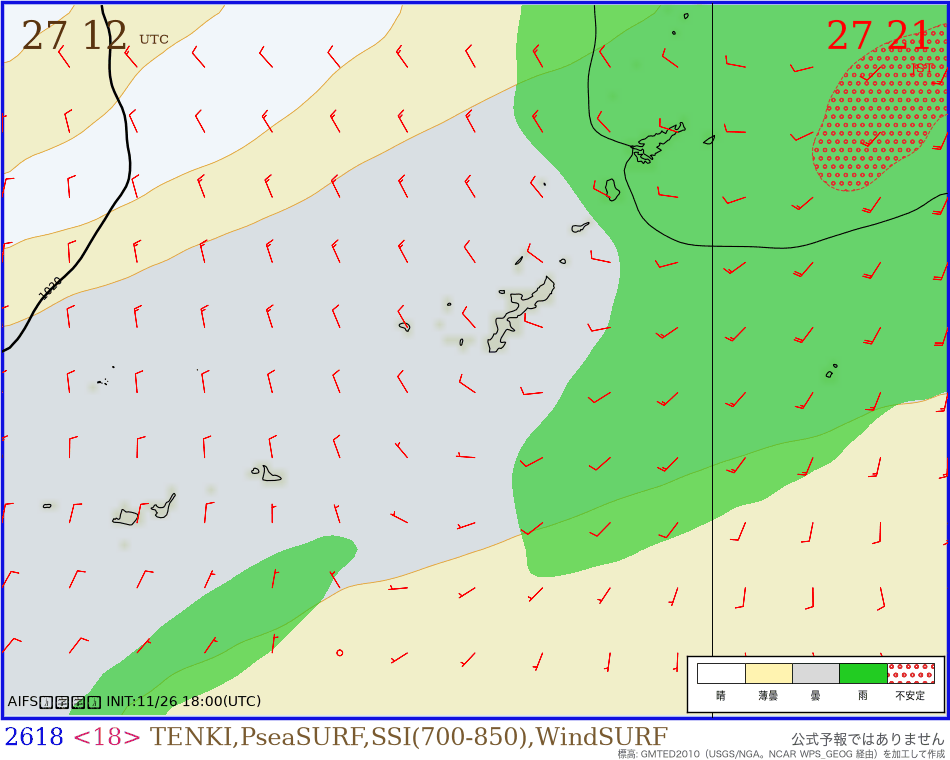 27 12 UTC
27 21
JST
1020
AIFS INIT:11/26 18:00(UTC)
晴 薄曇 曇 雨 不安定
2618 <18> TENKI,PseaSURF,SSI(700-850),WindSURF
公式予報ではありません
標高: GMTED2010（USGS/NGA。NCAR WPS_GEOG 経由）を加工して作成